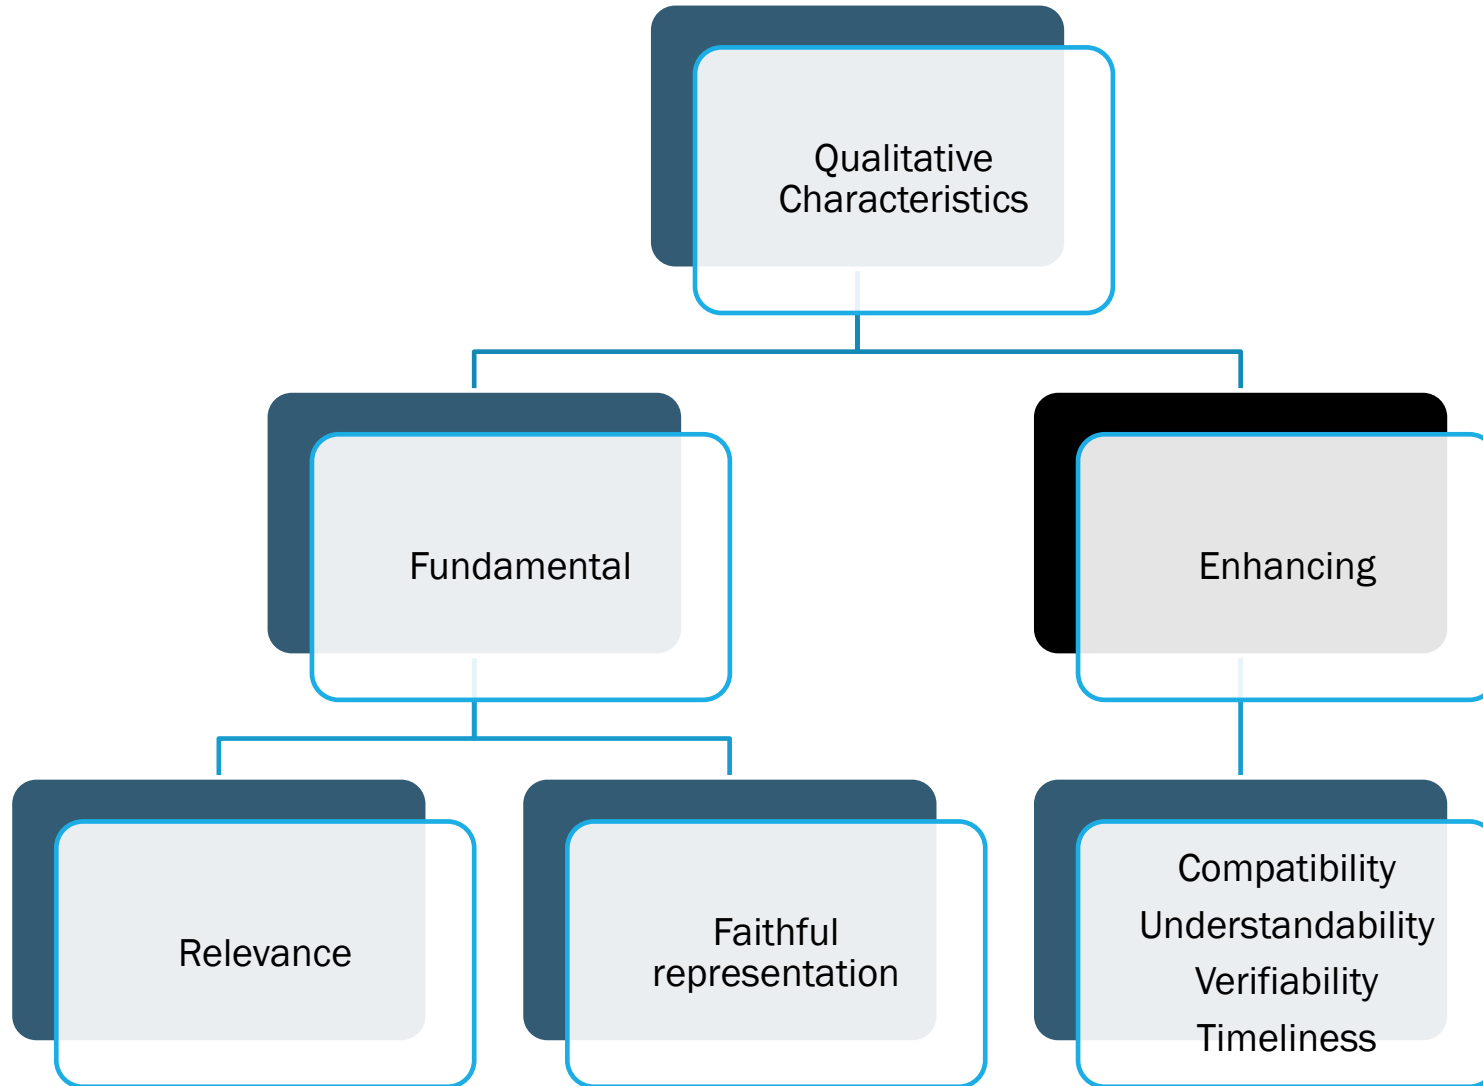 Qualitative
Characteristics
Fundamental
Enhancing
Relevance
Faithful
representation
Compatibility
Understandability
Verifiability
Timeliness